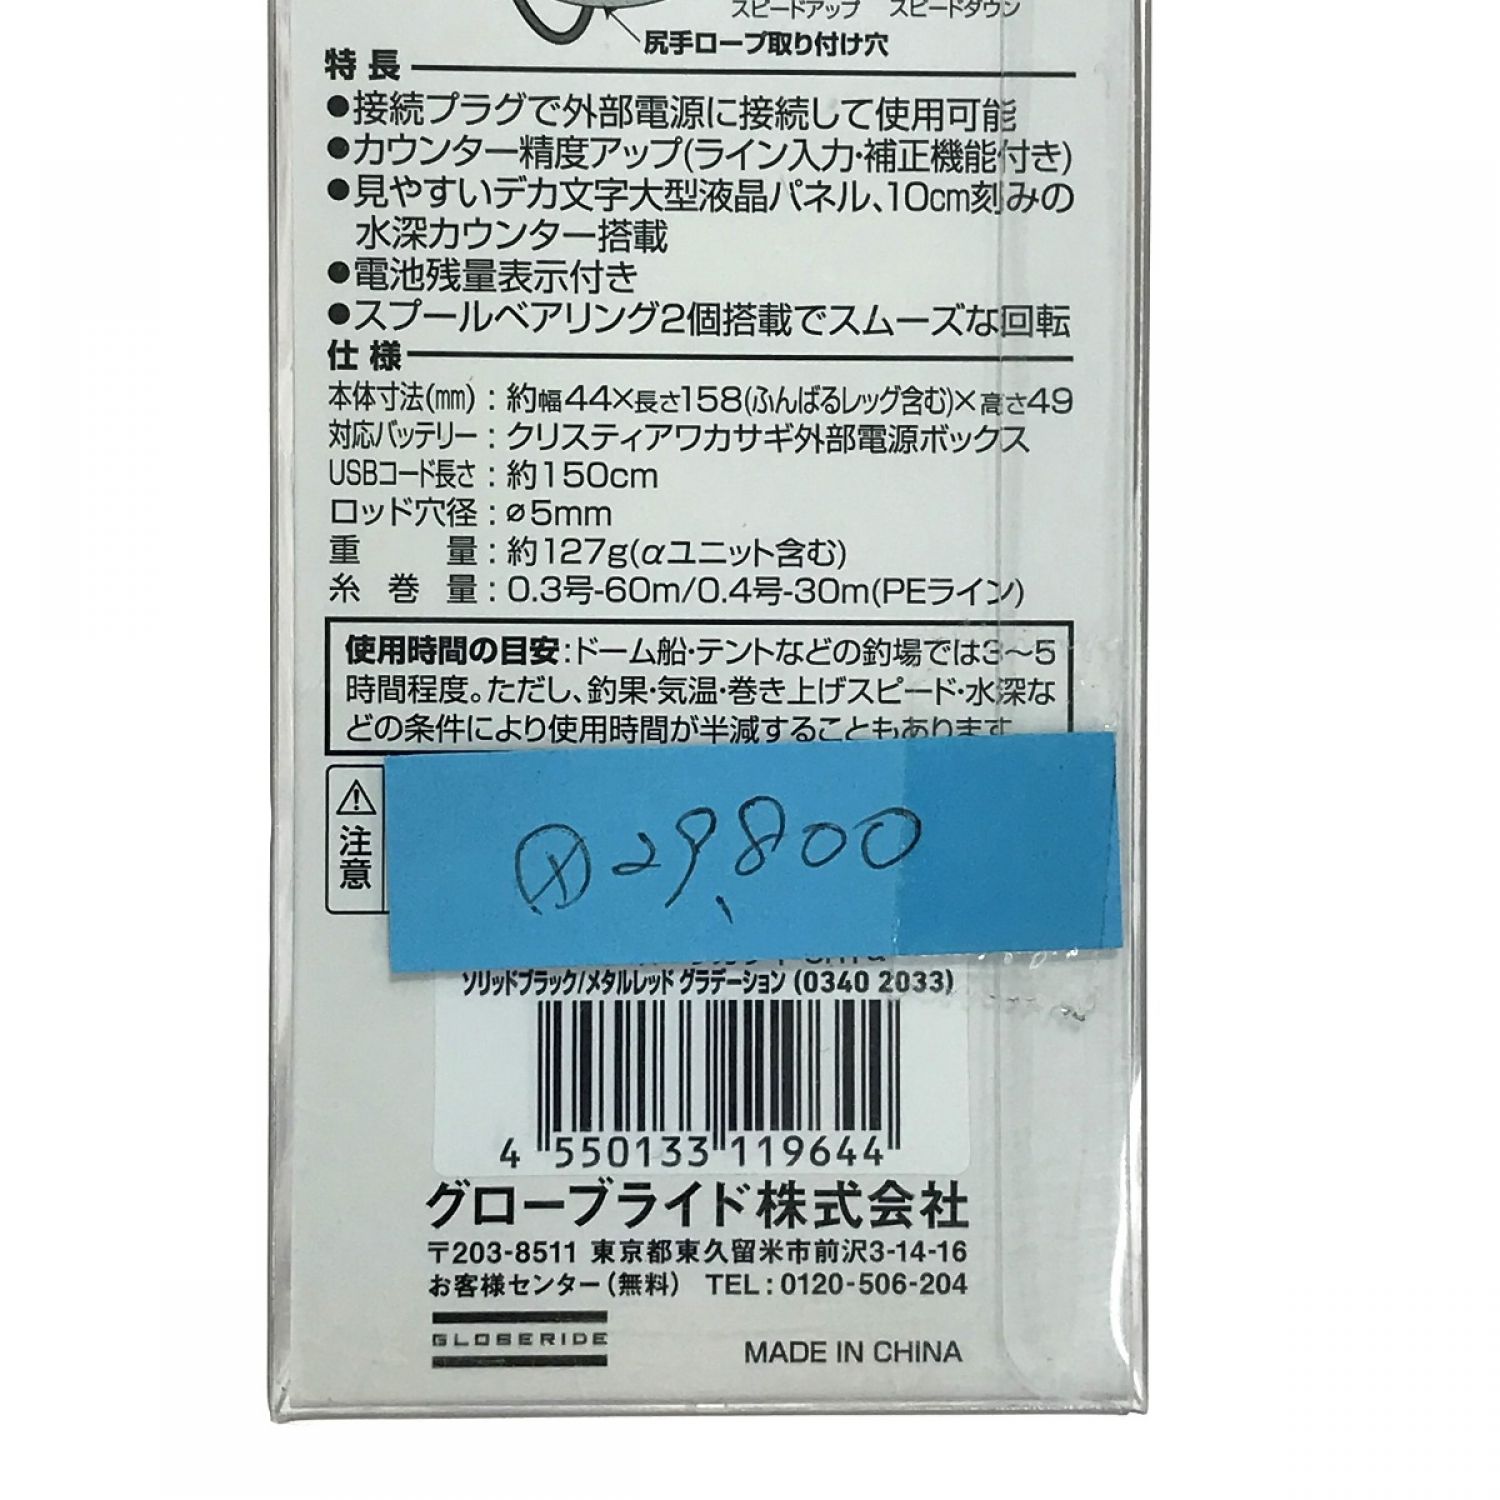 スピードアップ スピードダウン
尻手ロープ取り付け穴
特長
●接続プラグで外部電源に接続して使用可能
●カウンター精度アップ(ライン入力・補正機能付き)
●見やすいデカ文字大型液晶パネル、10cm刻みの
水深カウンター搭載
●電池残量表示付き
●スプールベアリング2個搭載でスムーズな回転
仕様
本体寸法(mm)：約幅44×長さ158(ふんばるレッグ含む)×高さ49
対応バッテリー：クリスティアワカサギ外部電源ボックス
USBコード長さ：約150cm
ロッド穴径：ø5mm
重量：約127g(αユニット含む)
糸巻量：0.3号-60m/0.4号-30m(PEライン)
使用時間の目安：ドーム船・テントなどの釣場では3〜5
時間程度。ただし、釣果・気温・巻き上げスピード・水深な
どの条件により使用時間が半減することもあります
⚠注意
29,800
ソリッドブラック/メタルレッド グラデーション (0340 2033)
4 550133 119644
グローブライド株式会社
〒203-8511 東京都東久留米市前沢3-14-16
お客様センター(無料) TEL：0120-506-204
GLOBERIDE
MADE IN CHINA